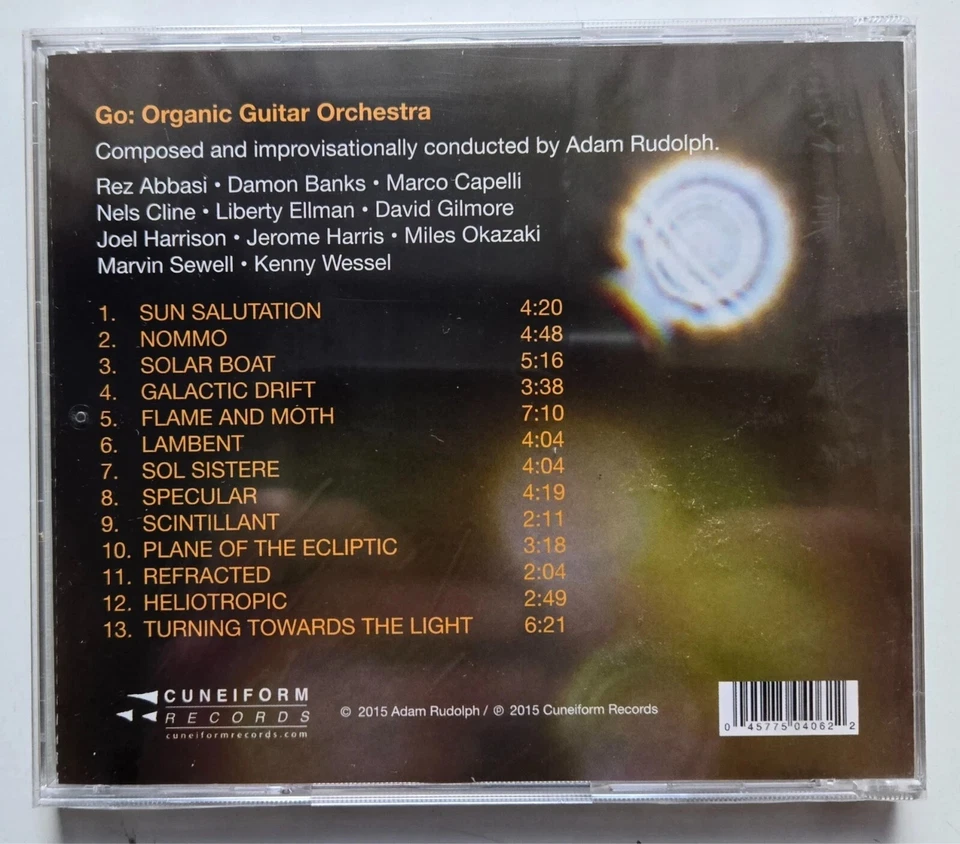 Go: Organic Guitar Orchestra
Composed and improvisationally conducted by Adam Rudolph.
Rez Abbasi • Damon Banks • Marco Capelli
Nels Cline • Liberty Ellman • David Gilmore
Joel Harrison • Jerome Harris • Miles Okazaki
Marvin Sewell • Kenny Wessel
1. SUN SALUTATION 4:20
2. NOMMO 4:48
3. SOLAR BOAT 5:16
4. GALACTIC DRIFT 3:38
5. FLAME AND MOTH 7:10
6. LAMBENT 4:04
7. SOL SISTERE 4:04
8. SPECULAR 4:19
9. SCINTILLANT 2:11
10. PLANE OF THE ECLIPTIC 3:18
11. REFRACTED 2:04
12. HELIOTROPIC 2:49
13. TURNING TOWARDS THE LIGHT 6:21
CUNEIFORM
RECORDS
cuneiformrecords.com
© 2015 Adam Rudolph / ℗ 2015 Cuneiform Records
0 45775 04062 2